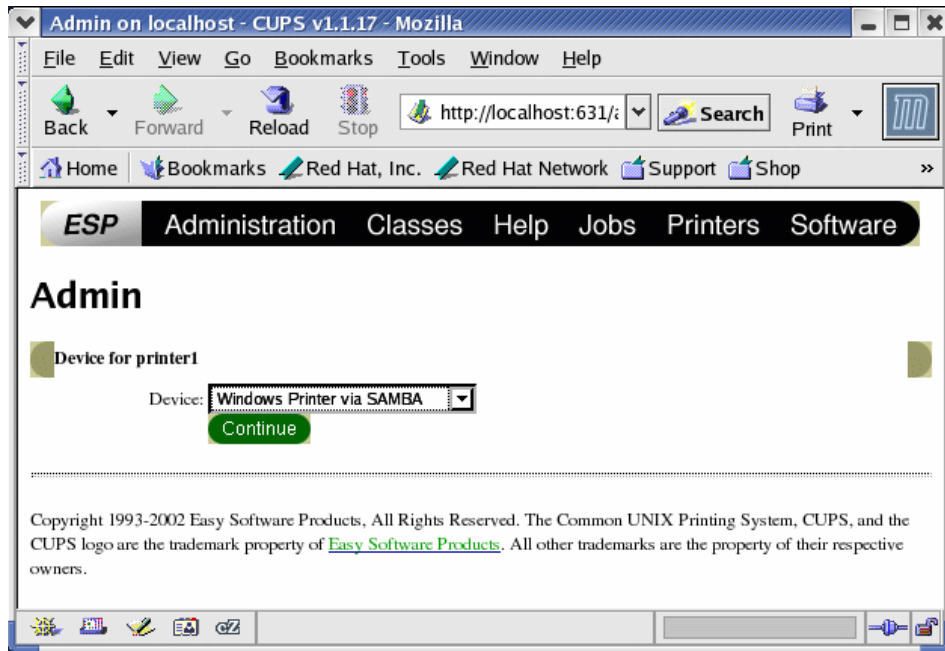 Admin on localhost - CUPS v1.1.17 - Mozilla
File Edit View Go Bookmarks Tools Window Help
Back Forward Reload Stop http://localhost:631/a Search Print
Home Bookmarks Red Hat, Inc. Red Hat Network Support Shop »
ESP Administration Classes Help Jobs Printers Software
Admin
Device for printer1
Device: Windows Printer via SAMBA
Continue
Copyright 1993-2002 Easy Software Products, All Rights Reserved. The Common UNIX Printing System, CUPS, and the
CUPS logo are the trademark property of Easy Software Products. All other trademarks are the property of their respective
owners.